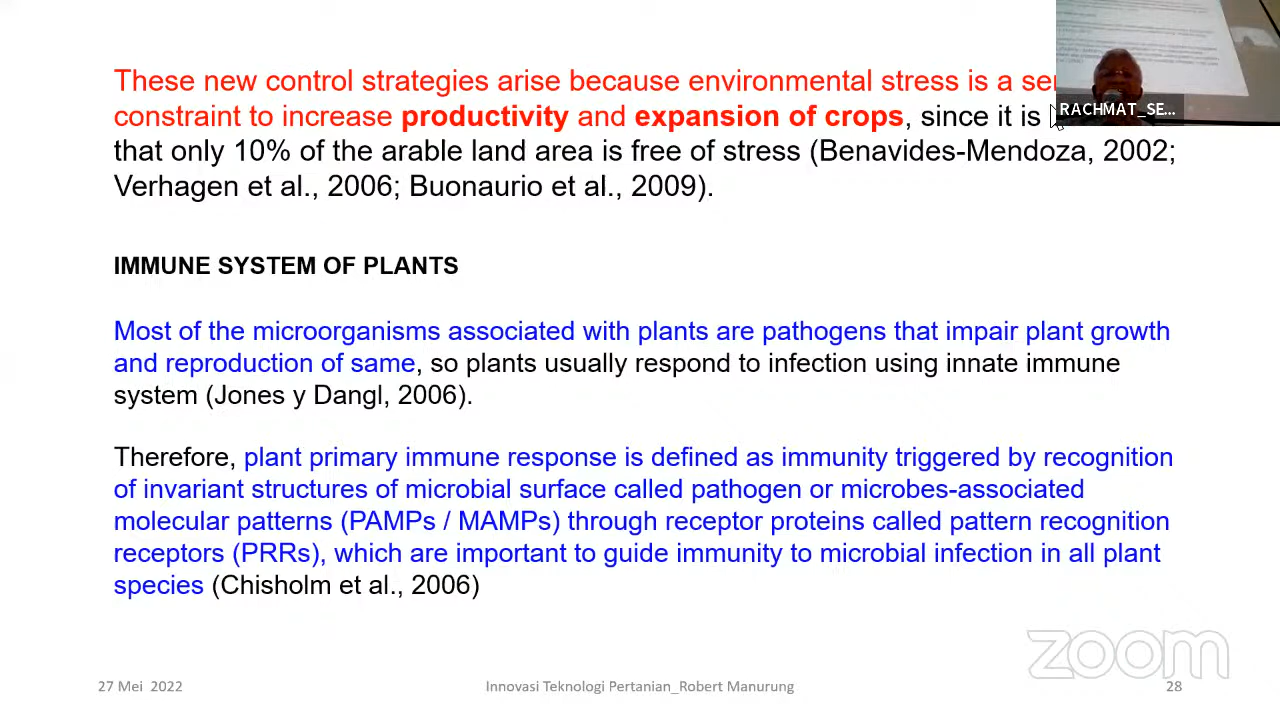 These new control strategies arise because environmental stress is a
constraint to increase productivity and expansion of crops, since it is
that only 10% of the arable land area is free of stress (Benavides-Mendoza, 2002;
Verhagen et al., 2006; Buonaurio et al., 2009).
RACHMAT_SE...
IMMUNE SYSTEM OF PLANTS
Most of the microorganisms associated with plants are pathogens that impair plant growth
and reproduction of same, so plants usually respond to infection using innate immune
system (Jones y Dangl, 2006).
Therefore, plant primary immune response is defined as immunity triggered by recognition
of invariant structures of microbial surface called pathogen or microbes-associated
molecular patterns (PAMPs / MAMPs) through receptor proteins called pattern recognition
receptors (PRRs), which are important to guide immunity to microbial infection in all plant
species (Chisholm et al., 2006)
zoom
27 Mei 2022
Innovasi Teknologi Pertanian_Robert Manurung
28